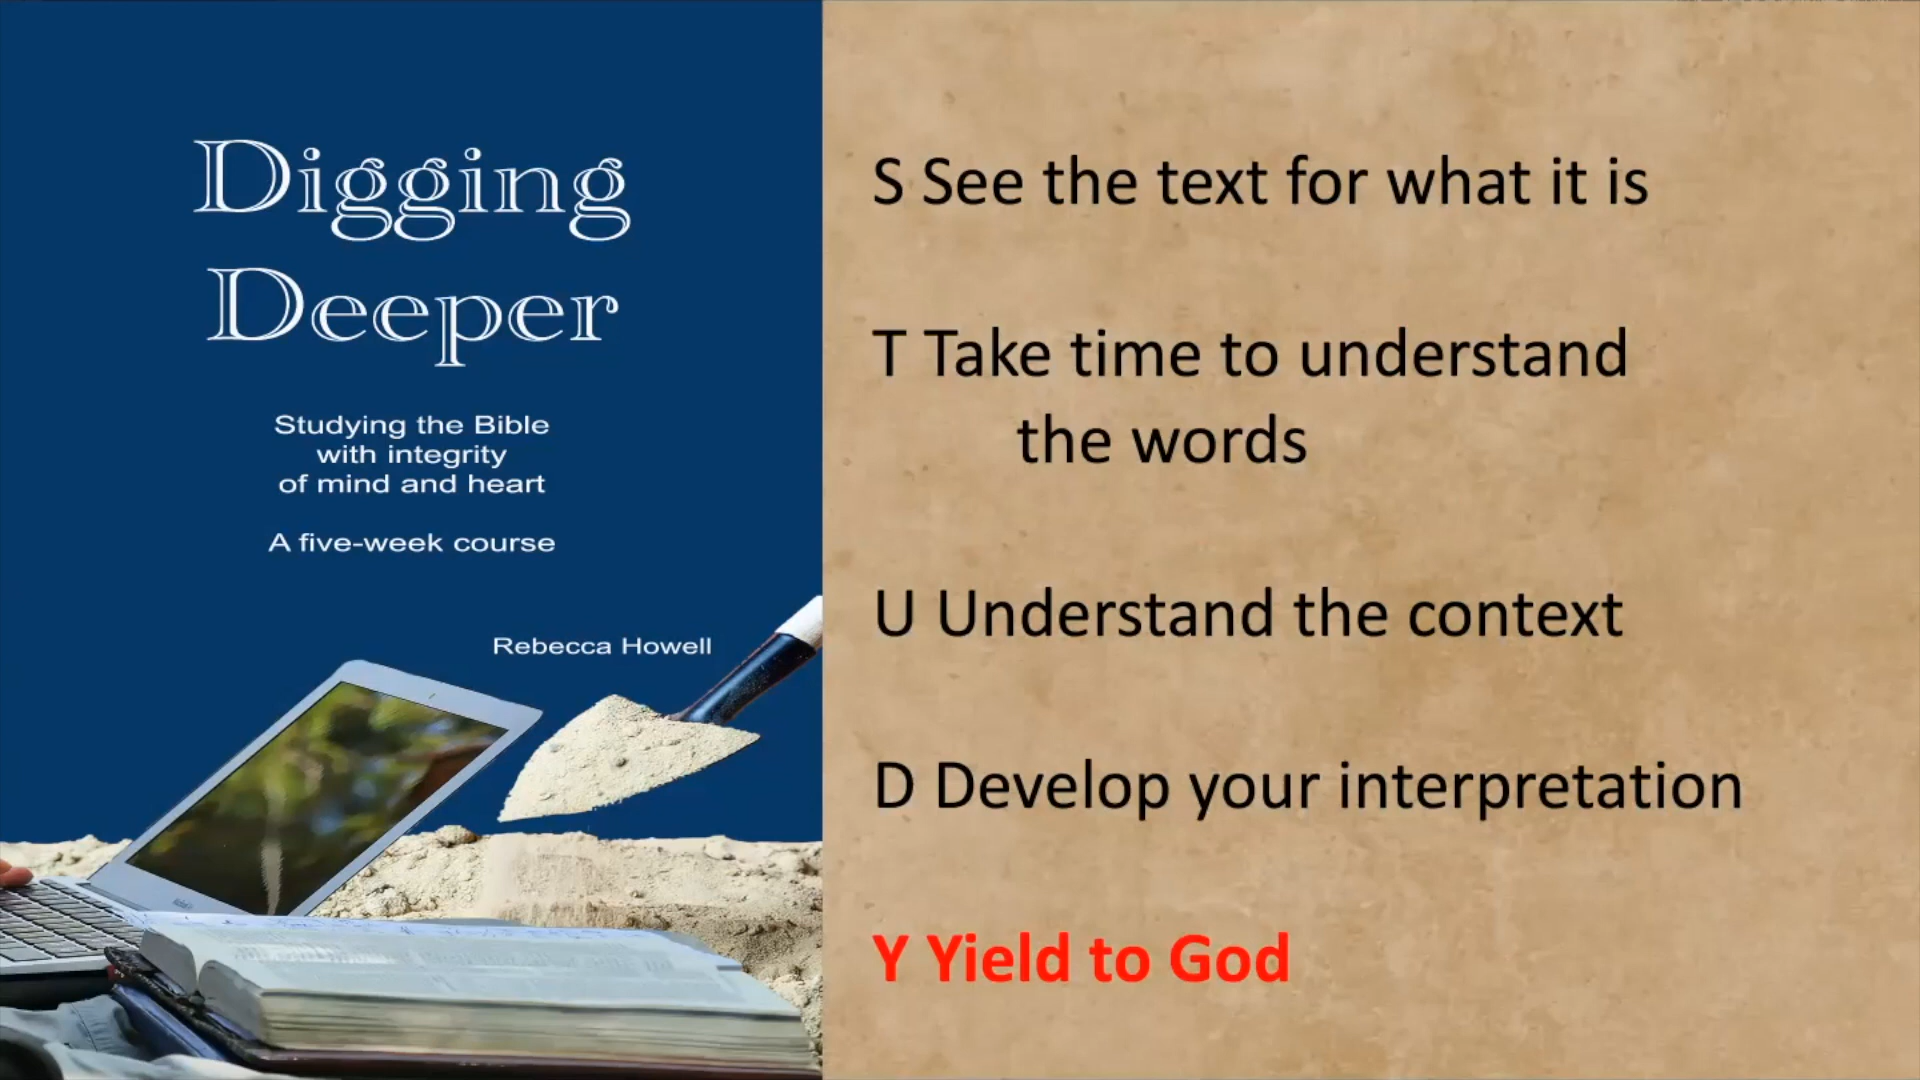 Digging
Deeper
Studying the Bible
with integrity
of mind and heart
A five-week course
Rebecca Howell
S See the text for what it is
T Take time to understand
the words
U Understand the context
D Develop your interpretation
Y Yield to God